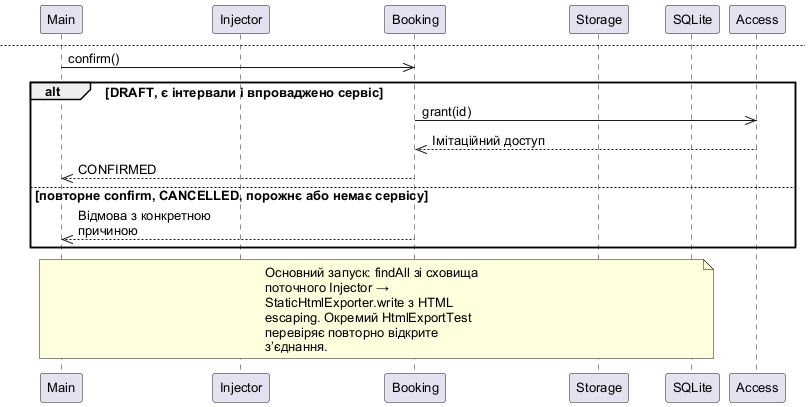 Main Injector Booking Storage SQLite Access
confirm()
alt [DRAFT, є інтервали і впроваджено сервіс]
grant(id)
Імітаційний доступ
CONFIRMED
[повторне confirm, CANCELLED, порожнє або немає сервісу]
Відмова з конкретною
причиною
Основний запуск: findAll зі сховища
поточного Injector →
StaticHtmlExporter.write з HTML
escaping. Окремий HtmlExportTest
перевіряє повторно відкрите
з’єднання.
Main Injector Booking Storage SQLite Access